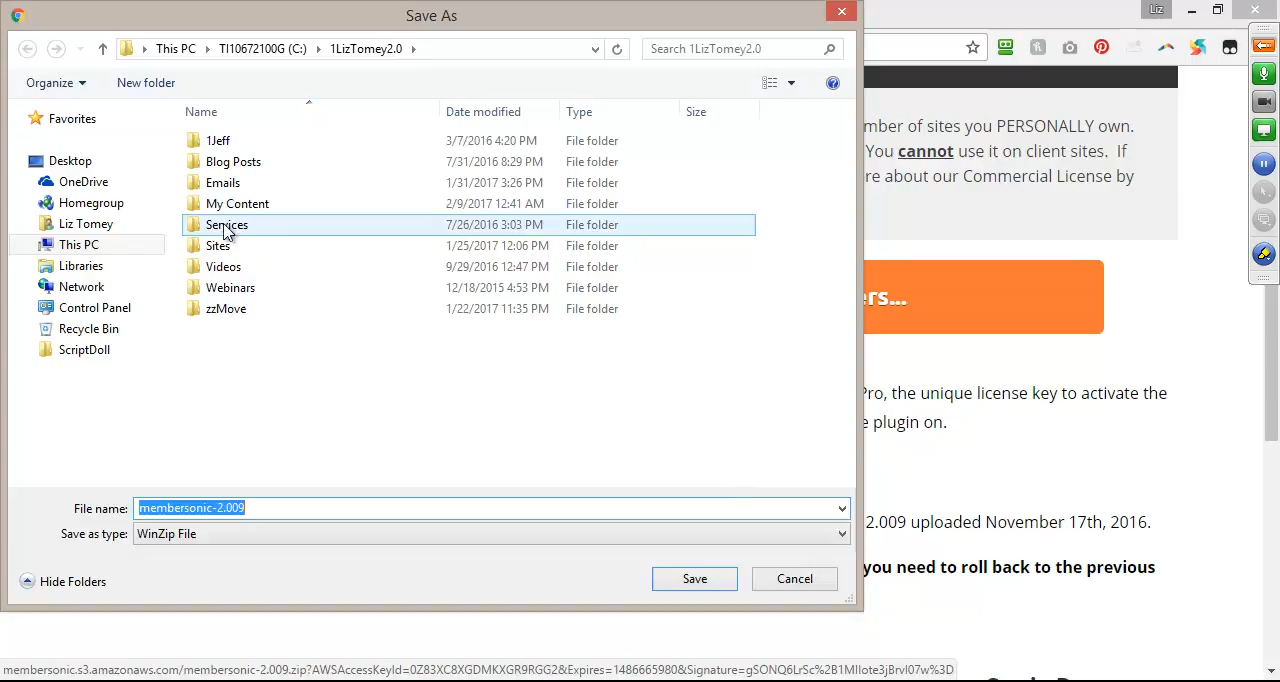 Save As
Liz
This PC
TI10672100G (C:)
1LizTomey2.0
Search 1LizTomey2.0
Organize
New folder
Name
Date modified
Type
Size
Favorites
Desktop
OneDrive
Homegroup
Liz Tomey
This PC
Libraries
Network
Control Panel
Recycle Bin
ScriptDoll
1Jeff 3/7/2016 4:20 PM File folder
Blog Posts 7/31/2016 8:29 PM File folder
Emails 1/31/2017 3:26 PM File folder
My Content 2/9/2017 12:41 AM File folder
Services 7/26/2016 3:03 PM File folder
Sites 1/25/2017 12:06 PM File folder
Videos 9/29/2016 12:47 PM File folder
Webinars 12/18/2015 4:53 PM File folder
zzMove 1/22/2017 11:35 PM File folder
File name: membersonic-2.009
Save as type: WinZip File
Hide Folders
Save
Cancel
mber of sites you PERSONALLY own.
You cannot use it on client sites. If
re about our Commercial License by
ers...
Pro, the unique license key to activate the
e plugin on.
2.009 uploaded November 17th, 2016.
you need to roll back to the previous
membersonic.s3.amazonaws.com/membersonic-2.009.zip?AWSAccessKeyId=0Z83XC8XGDMKXGR9RGG2&Expires=1486665980&Signature=gSONQ6LrSc%2B1MIIote3jBrvI07w%3D